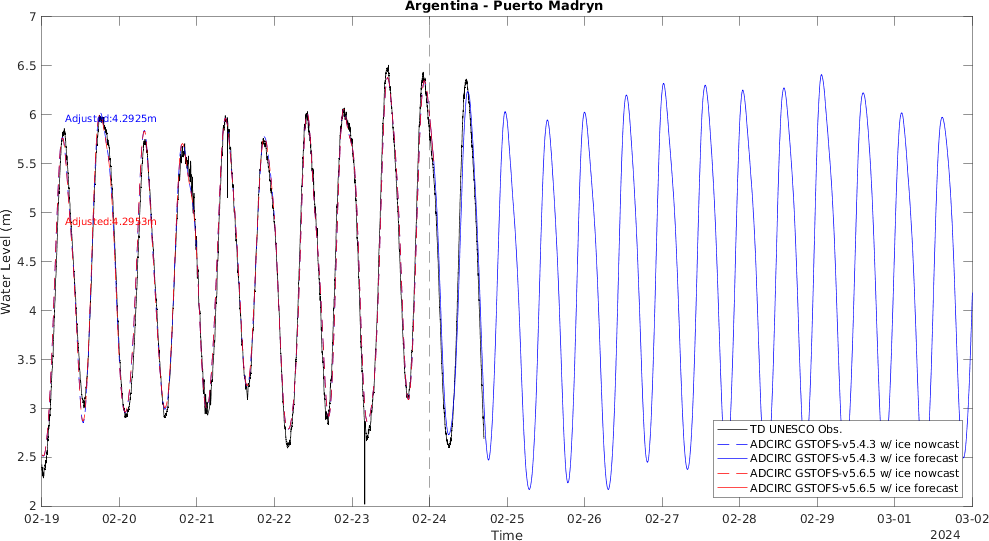 Argentina - Puerto Madryn
7
6.5
6
5.5
5
4.5
4
3.5
3
2.5
2
Water Level (m)
Adjusted:4.2925m
Adjusted:4.2953m
TD UNESCO Obs.
ADCIRC GSTOFS-v5.4.3 w/ ice nowcast
ADCIRC GSTOFS-v5.4.3 w/ ice forecast
ADCIRC GSTOFS-v5.6.5 w/ ice nowcast
ADCIRC GSTOFS-v5.6.5 w/ ice forecast
02-19 02-20 02-21 02-22 02-23 02-24 02-25 02-26 02-27 02-28 02-29 03-01 03-02
Time
2024